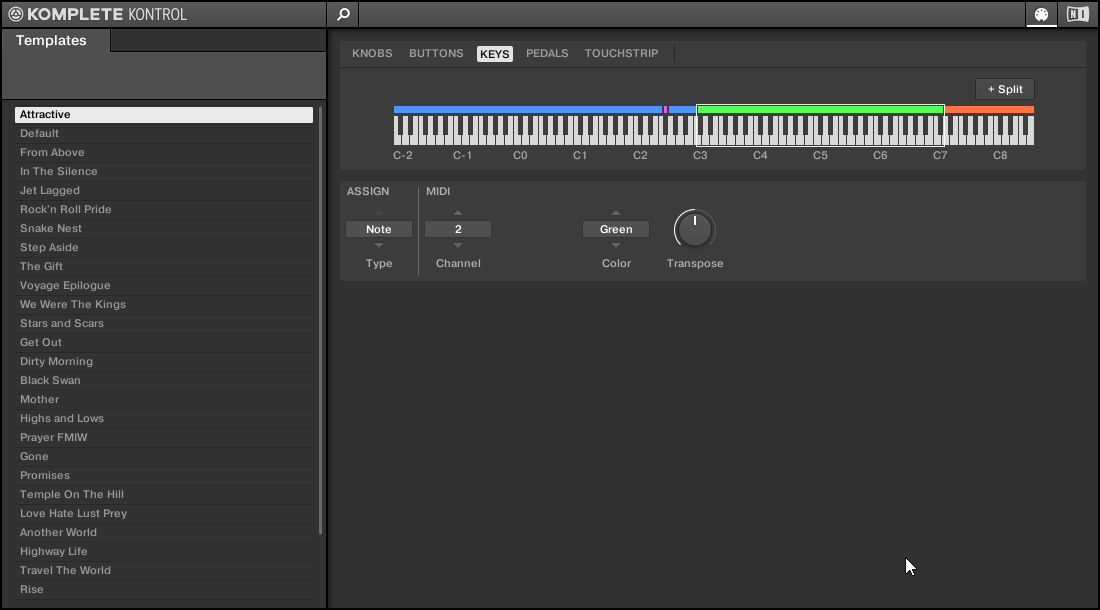 KOMPLETE KONTROL
Templates
Attractive
Default
From Above
In The Silence
Jet Lagged
Rock'n Roll Pride
Snake Nest
Step Aside
The Gift
Voyage Epilogue
We Were The Kings
Stars and Scars
Get Out
Dirty Morning
Black Swan
Mother
Highs and Lows
Prayer FMIW
Gone
Promises
Temple On The Hill
Love Hate Lust Prey
Another World
Highway Life
Travel The World
Rise
KNOBS BUTTONS KEYS PEDALS TOUCHSTRIP
+ Split
C-2 C-1 C0 C1 C2 C3 C4 C5 C6 C7 C8
ASSIGN MIDI
Note 2 Green
Type Channel Color Transpose